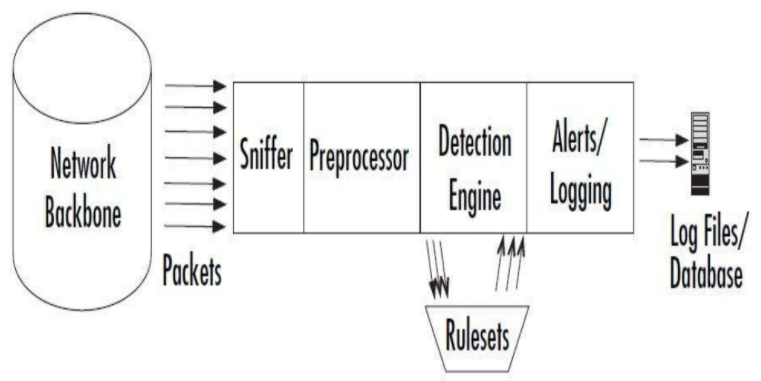 Network
Backbone
Packets
Sniffer
Preprocessor
Detection
Engine
Alerts/
Logging
Rulesets
Log Files/
Database